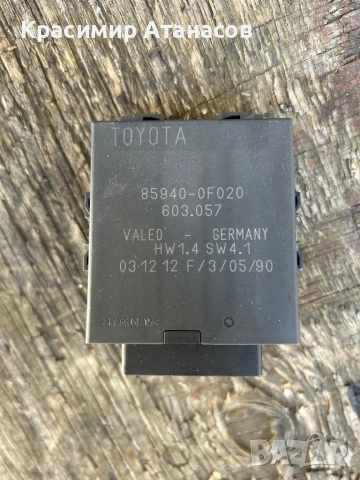 Красимир Атанасов
TOYOTA
85940-0F020
603.057
VALEO - GERMANY
HW1.4 SW4.1
03·12 12 F/3/05/90
BAZAR